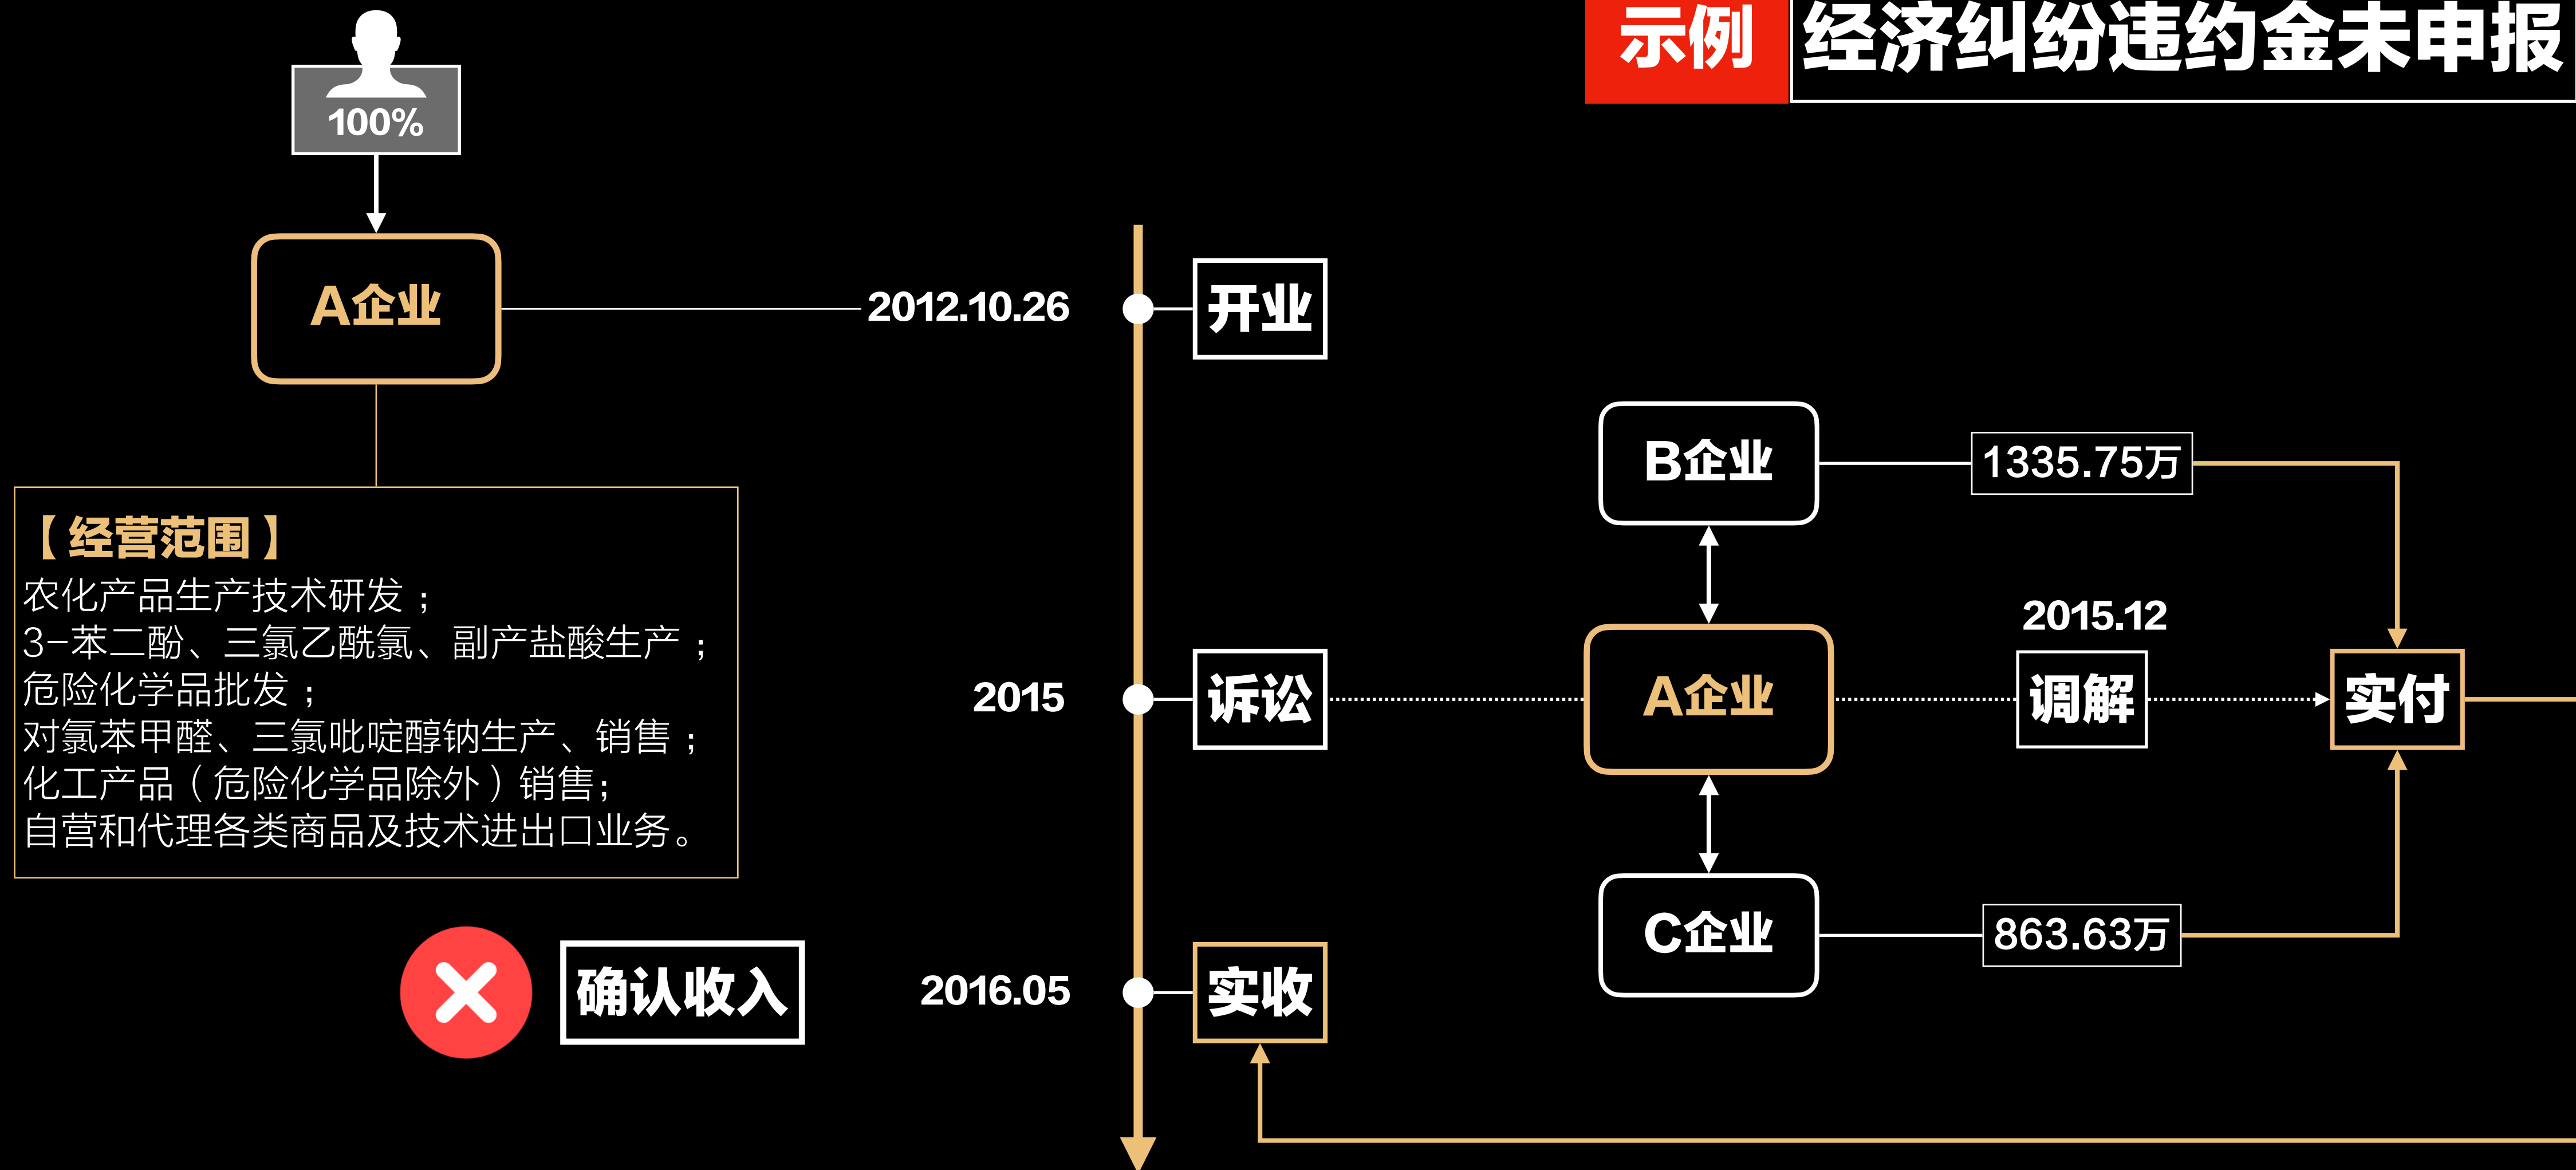 示例 经济纠纷违约金未申报
100%
A企业
2012.10.26
开业
【经营范围】
农化产品生产技术研发；
3-苯二酚、三氯乙酰氯、副产盐酸生产；
危险化学品批发；
对氯苯甲醛、三氯吡啶醇钠生产、销售；
化工产品（危险化学品除外）销售；
自营和代理各类商品及技术进出口业务。
B企业
1335.75万
2015
诉讼
A企业
2015.12
调解
实付
C企业
863.63万
确认收入
2016.05
实收